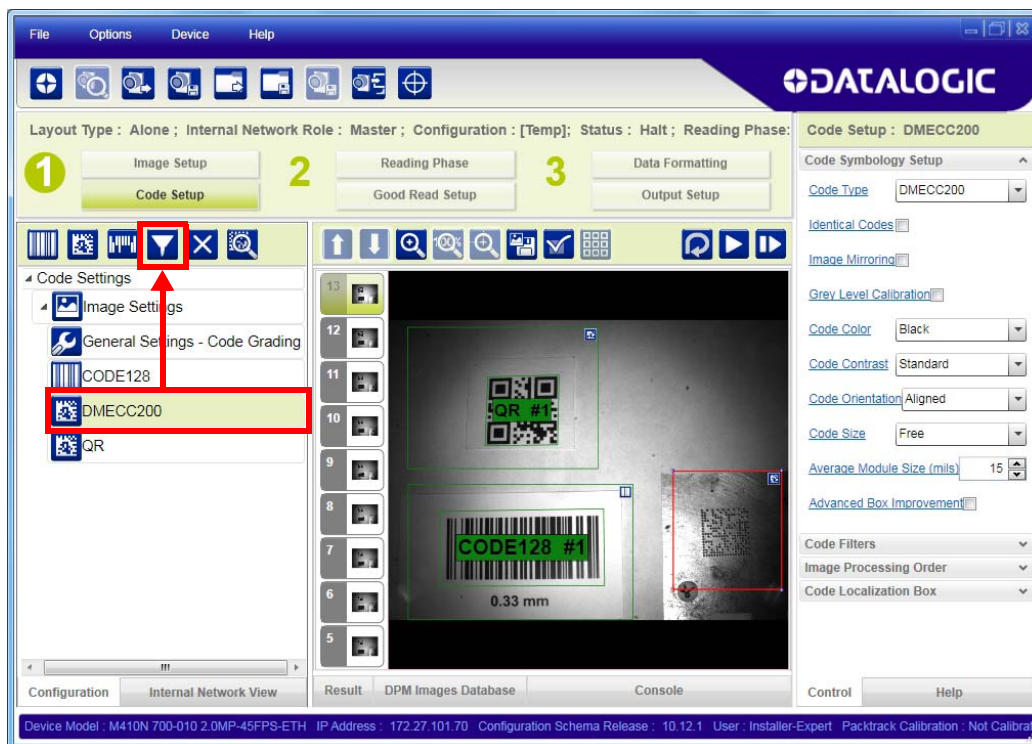 File Options Device Help
DATALOGIC
Layout Type : Alone ; Internal Network Role : Master ; Configuration : [Temp]; Status : Halt ; Reading Phase:
1 Image Setup
Code Setup
2 Reading Phase
Good Read Setup
3 Data Formatting
Output Setup
Code Settings
Image Settings
General Settings - Code Grading
CODE128
DMECC200
QR
Configuration Internal Network View
100%
13
12
11
10
9
8
7
6
5
QR #1
CODE128 #1
0.33 mm
Result DPM Images Database Console
Code Setup : DMECC200
Code Symbology Setup
Code Type DMECC200
Identical Codes
Image Mirroring
Grey Level Calibration
Code Color Black
Code Contrast Standard
Code Orientation Aligned
Code Size Free
Average Module Size (mils) 15
Advanced Box Improvement
Code Filters
Image Processing Order
Code Localization Box
Control Help
Device Model : M410N 700-010 2.0MP-45FPS-ETH IP Address : 172.27.101.70 Configuration Schema Release : 10.12.1 User : Installer-Expert Packtrack Calibration : Not Calibra